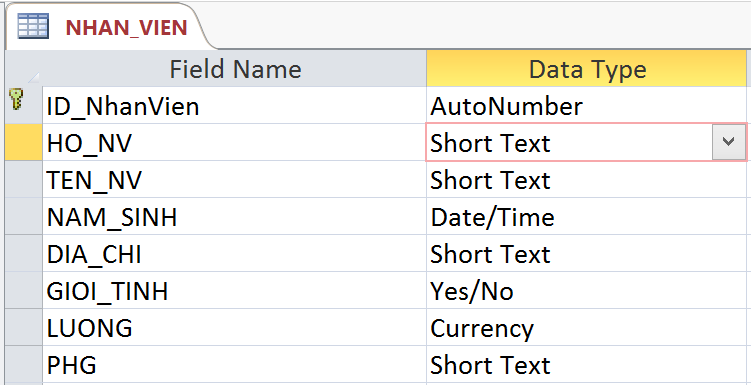 NHAN_VIEN
Field Name Data Type
ID_NhanVien AutoNumber
HO_NV Short Text
TEN_NV Short Text
NAM_SINH Date/Time
DIA_CHI Short Text
GIOI_TINH Yes/No
LUONG Currency
PHG Short Text